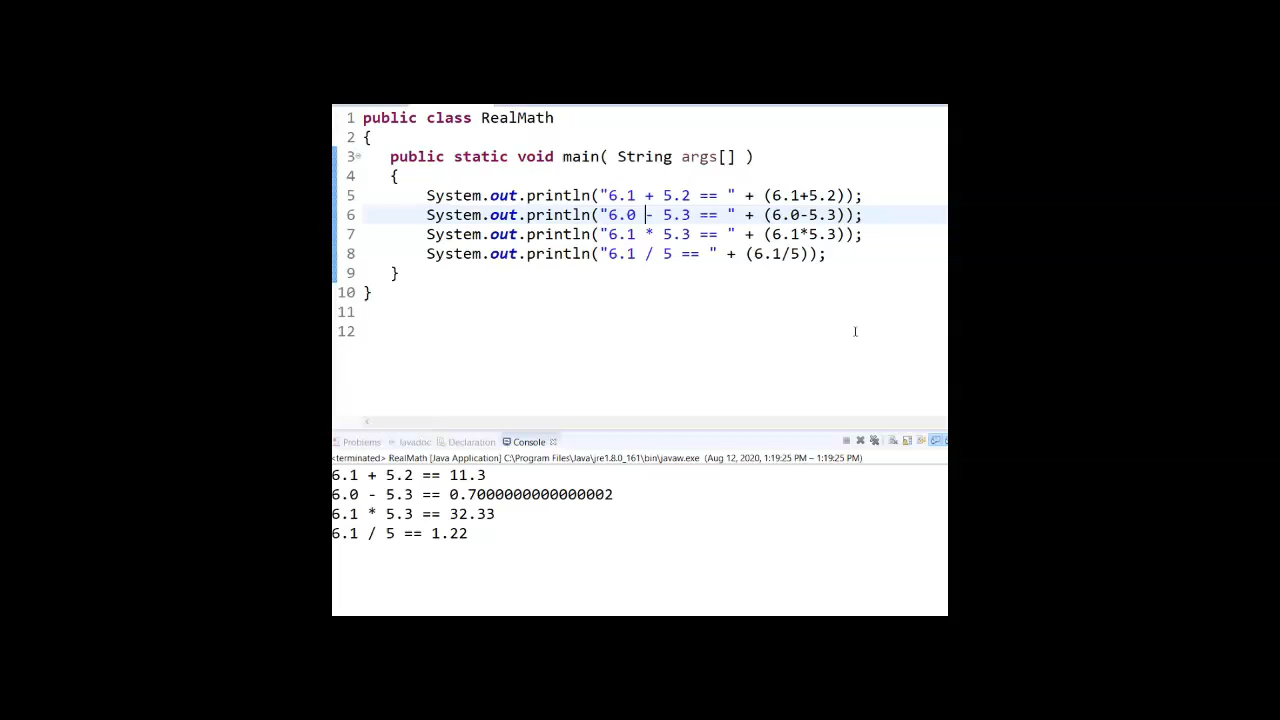 1 public class RealMath
2 {
3 public static void main( String args[] )
4 {
5 System.out.println("6.1 + 5.2 == " + (6.1+5.2));
6 System.out.println("6.0 - 5.3 == " + (6.0-5.3));
7 System.out.println("6.1 * 5.3 == " + (6.1*5.3));
8 System.out.println("6.1 / 5 == " + (6.1/5));
9 }
10 }
11
12
Problems Javadoc Declaration Console
<terminated> RealMath [Java Application] C:\Program Files\Java\jre1.8.0_161\bin\javaw.exe (Aug 12, 2020, 1:19:25 PM – 1:19:25 PM)
6.1 + 5.2 == 11.3
6.0 - 5.3 == 0.7000000000000002
6.1 * 5.3 == 32.33
6.1 / 5 == 1.22